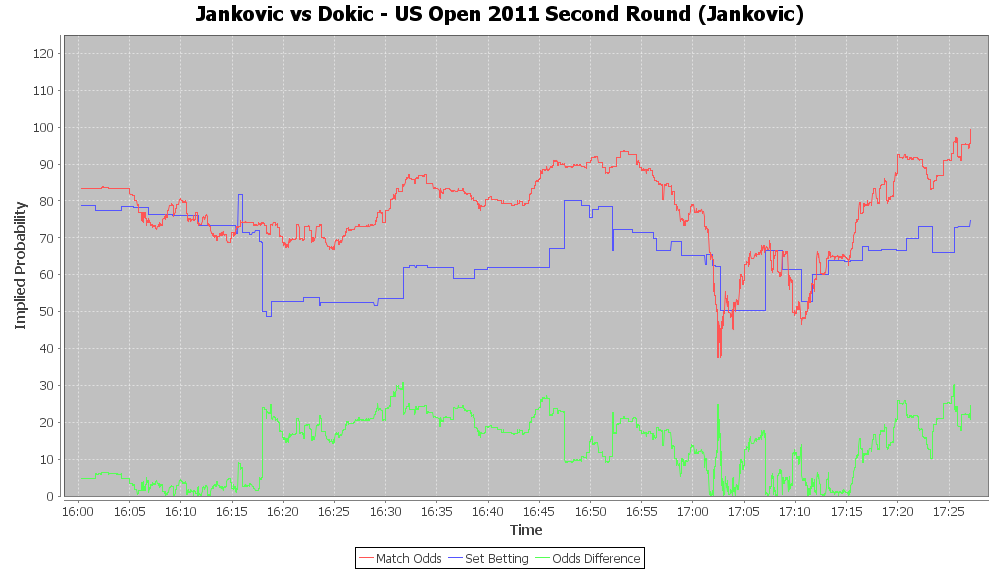 Jankovic vs Dokic - US Open 2011 Second Round (Jankovic)
120
110
100
90
80
70
60
50
40
30
20
10
0
Implied Probability
16:00 16:05 16:10 16:15 16:20 16:25 16:30 16:35 16:40 16:45 16:50 16:55 17:00 17:05 17:10 17:15 17:20 17:25
Time
Match Odds Set Betting Odds Difference